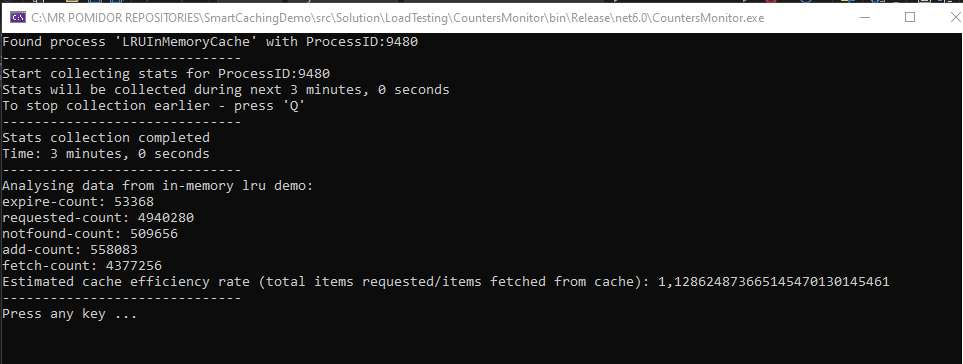 C:\MR POMIDOR REPOSITORIES\SmartCachingDemo\src\Solution\LoadTesting\CountersMonitor\bin\Release\net6.0\CountersMonitor.exe
Found process 'LRUInMemoryCache' with ProcessID:9480
------------------------------
Start collecting stats for ProcessID:9480
Stats will be collected during next 3 minutes, 0 seconds
To stop collection earlier - press 'Q'
------------------------------
Stats collection completed
Time: 3 minutes, 0 seconds
------------------------------
Analysing data from in-memory lru demo:
expire-count: 53368
requested-count: 4940280
notfound-count: 509656
add-count: 558083
fetch-count: 4377256
Estimated cache efficiency rate (total items requested/items fetched from cache): 1,128624873665145470130145461
------------------------------
Press any key ...